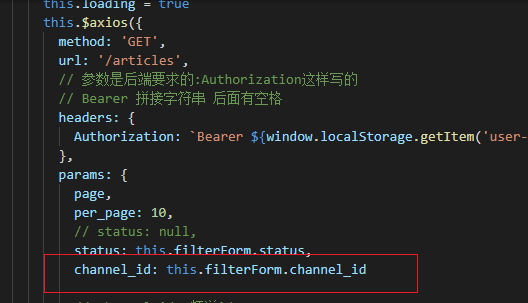 this.loading = true
this.$axios({
method: 'GET',
url: '/articles',
// 参数是后端要求的:Authorization这样写的
// Bearer 拼接字符串 后面有空格
headers: {
Authorization: `Bearer ${window.localStorage.getItem('user-
},
params: {
page,
per_page: 10,
// status: null,
status: this.filterForm.status,
channel_id: this.filterForm.channel_id